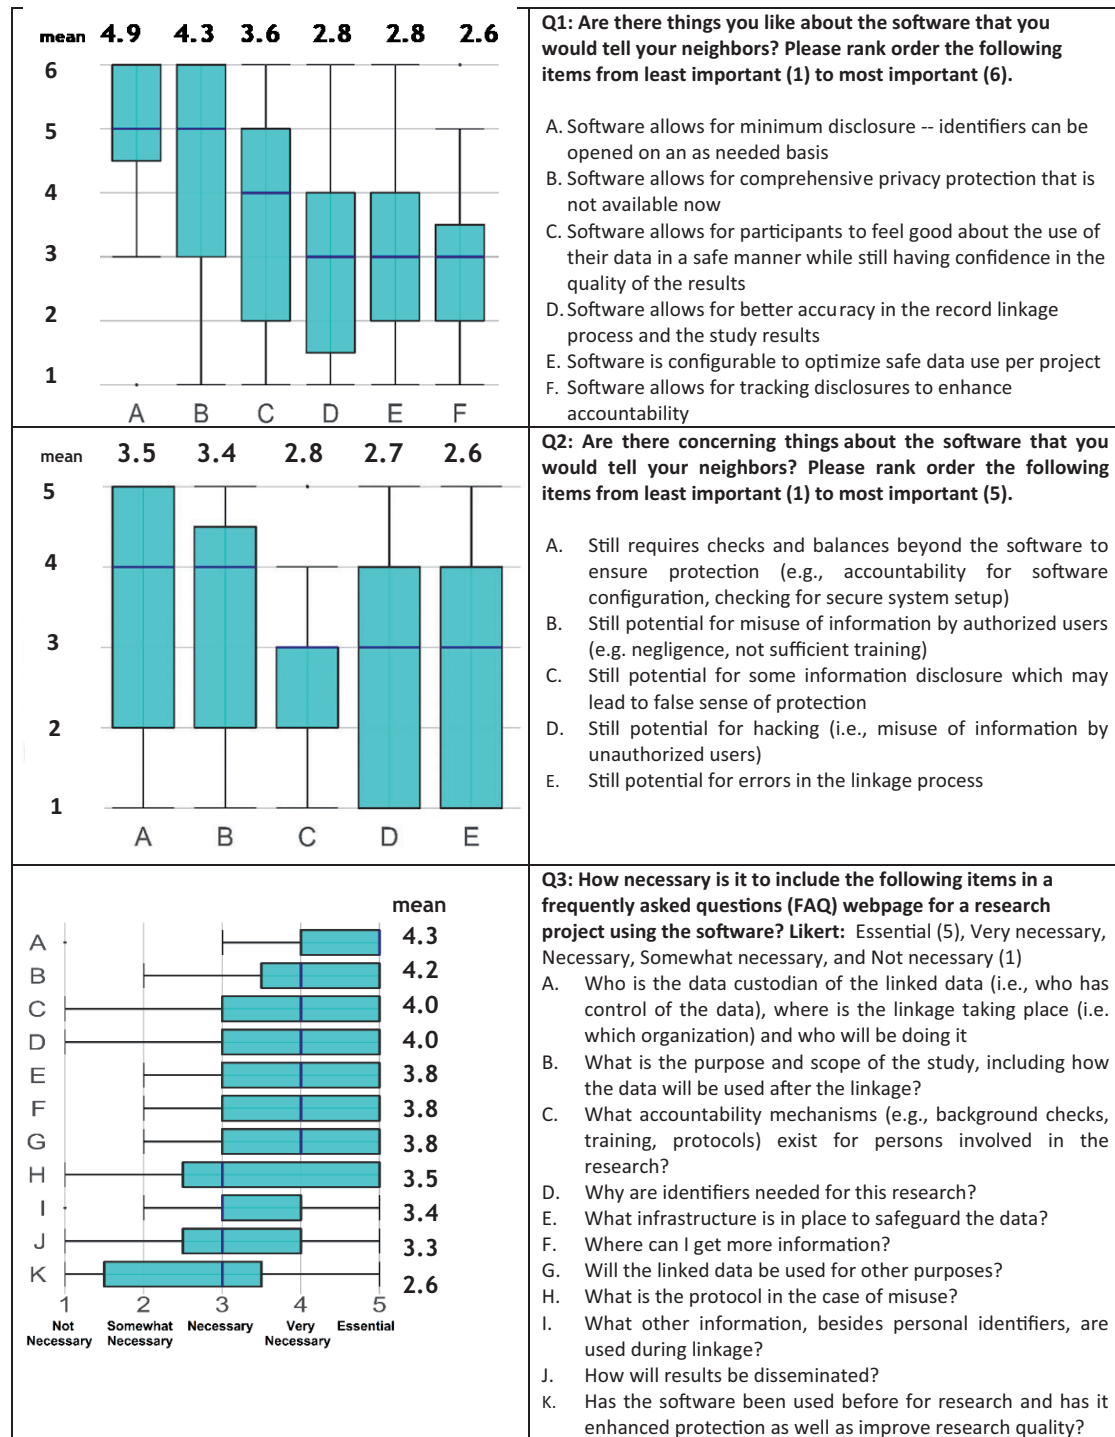 mean 4.9 4.3 3.6 2.8 2.8 2.6
6
5
4
3
2
1
A B C D E F
Q1: Are there things you like about the software that you
would tell your neighbors? Please rank order the following
items from least important (1) to most important (6).
A. Software allows for minimum disclosure -- identifiers can be
opened on an as needed basis
B. Software allows for comprehensive privacy protection that is
not available now
C. Software allows for participants to feel good about the use of
their data in a safe manner while still having confidence in the
quality of the results
D. Software allows for better accuracy in the record linkage
process and the study results
E. Software is configurable to optimize safe data use per project
F. Software allows for tracking disclosures to enhance
accountability
mean 3.5 3.4 2.8 2.7 2.6
5
4
3
2
1
A B C D E
Q2: Are there concerning things about the software that you
would tell your neighbors? Please rank order the following
items from least important (1) to most important (5).
A. Still requires checks and balances beyond the software to
ensure protection (e.g., accountability for software
configuration, checking for secure system setup)
B. Still potential for misuse of information by authorized users
(e.g. negligence, not sufficient training)
C. Still potential for some information disclosure which may
lead to false sense of protection
D. Still potential for hacking (i.e., misuse of information by
unauthorized users)
E. Still potential for errors in the linkage process
mean
A 4.3
B 4.2
C 4.0
D 4.0
E 3.8
F 3.8
G 3.8
H 3.5
I 3.4
J 3.3
K 2.6
1 2 3 4 5
Not Somewhat Necessary Very Essential
Necessary Necessary Necessary
Q3: How necessary is it to include the following items in a
frequently asked questions (FAQ) webpage for a research
project using the software? Likert: Essential (5), Very necessary,
Necessary, Somewhat necessary, and Not necessary (1)
A. Who is the data custodian of the linked data (i.e., who has
control of the data), where is the linkage taking place (i.e.
which organization) and who will be doing it
B. What is the purpose and scope of the study, including how
the data will be used after the linkage?
C. What accountability mechanisms (e.g., background checks,
training, protocols) exist for persons involved in the
research?
D. Why are identifiers needed for this research?
E. What infrastructure is in place to safeguard the data?
F. Where can I get more information?
G. Will the linked data be used for other purposes?
H. What is the protocol in the case of misuse?
I. What other information, besides personal identifiers, are
used during linkage?
J. How will results be disseminated?
K. Has the software been used before for research and has it
enhanced protection as well as improve research quality?